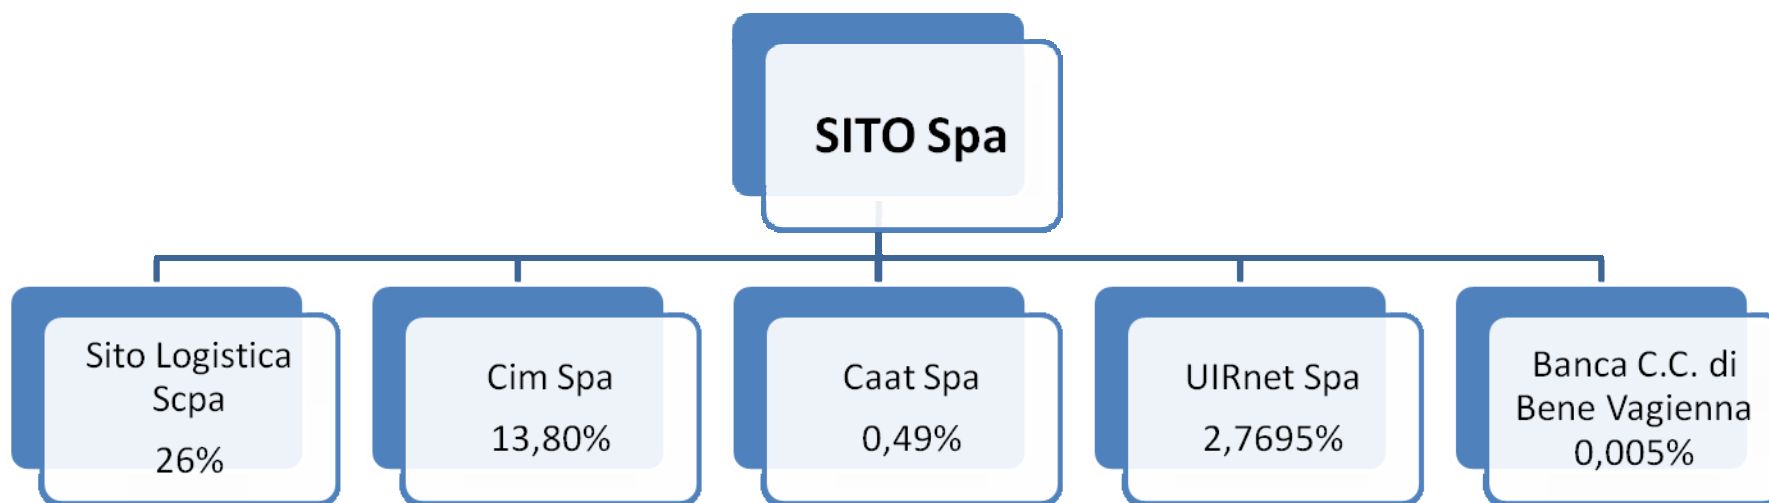 SITO Spa
Sito Logistica
Scpa
26%
Cim Spa
13,80%
Caat Spa
0,49%
UIRnet Spa
2,7695%
Banca C.C. di
Bene Vagienna
0,005%